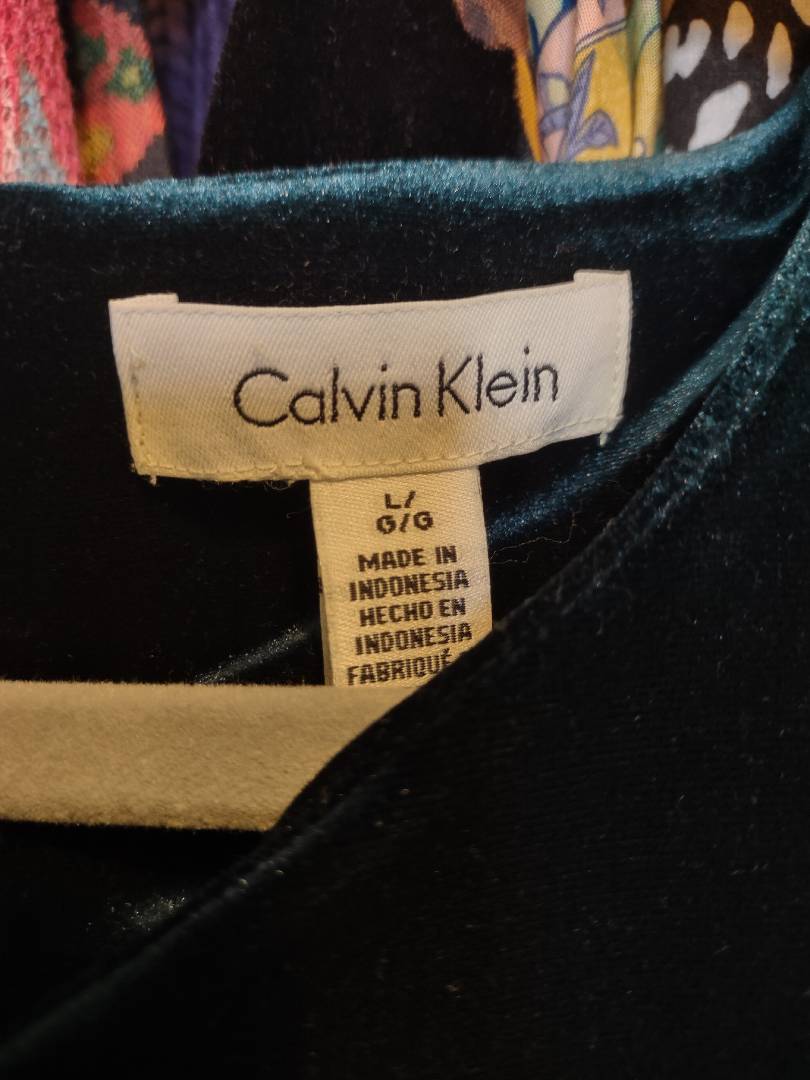 Calvin Klein
L/
G/G
MADE IN
INDONESIA
HECHO EN
INDONESIA
FABRIQUÉ